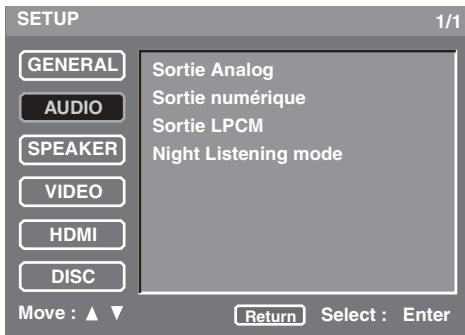 SETUP 1/1
GENERAL
AUDIO
SPEAKER
VIDEO
HDMI
DISC
Sortie Analog
Sortie numérique
Sortie LPCM
Night Listening mode
Move : ▲ ▼ Return Select : Enter